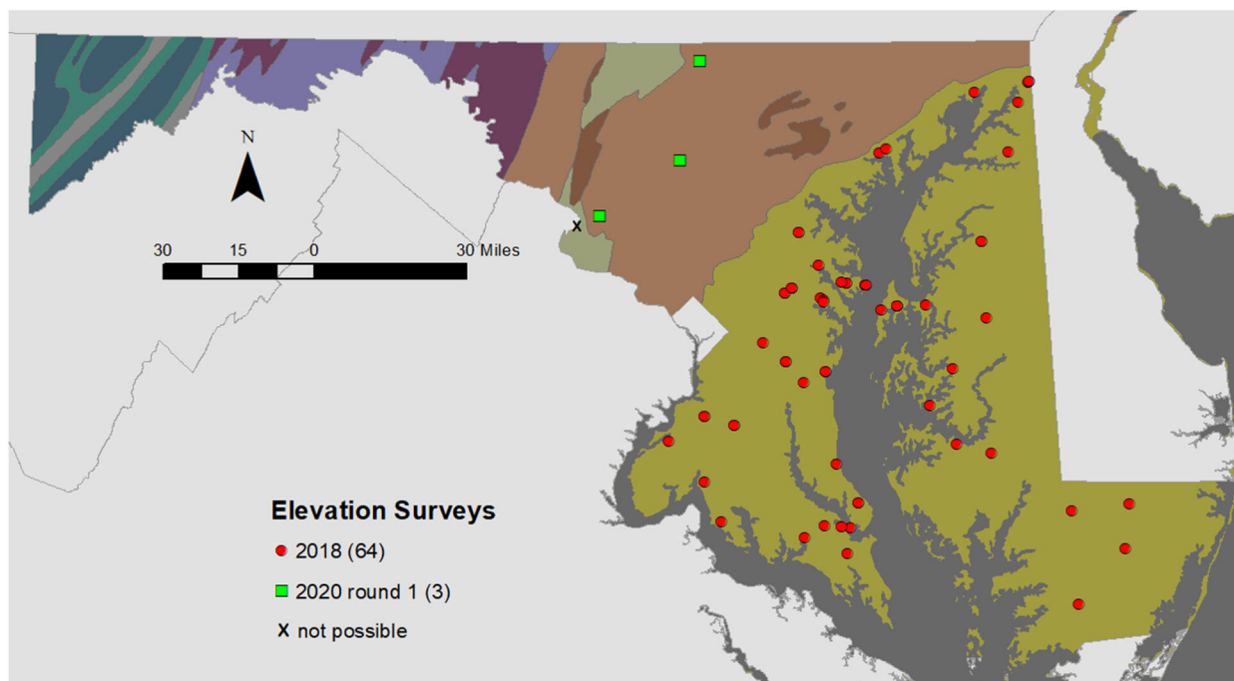 N
30 15 0 30 Miles
Elevation Surveys
2018 (64)
2020 round 1 (3)
x not possible
x